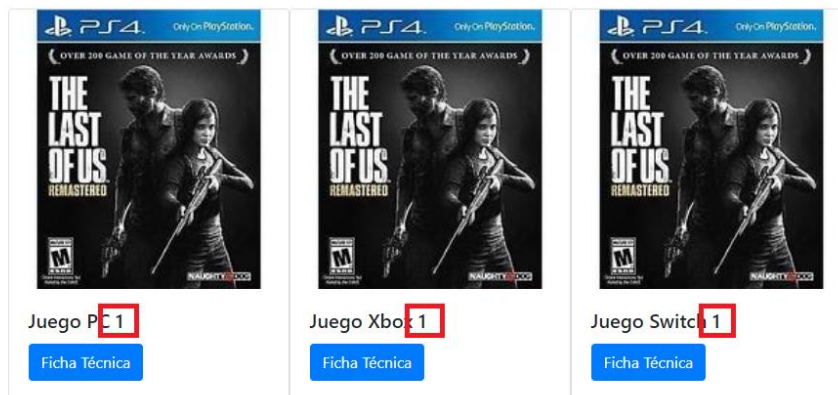 PS4. Only On PlayStation.
OVER 200 GAME OF THE YEAR AWARDS
THE
LAST
OF US
REMASTERED
M
NAUGHTY DOG
Juego PC 1
Ficha Técnica
PS4. Only On PlayStation.
OVER 200 GAME OF THE YEAR AWARDS
THE
LAST
OF US
REMASTERED
M
NAUGHTY DOG
Juego Xbox 1
Ficha Técnica
PS4. Only On PlayStation.
OVER 200 GAME OF THE YEAR AWARDS
THE
LAST
OF US
REMASTERED
M
NAUGHTY DOG
Juego Switch 1
Ficha Técnica